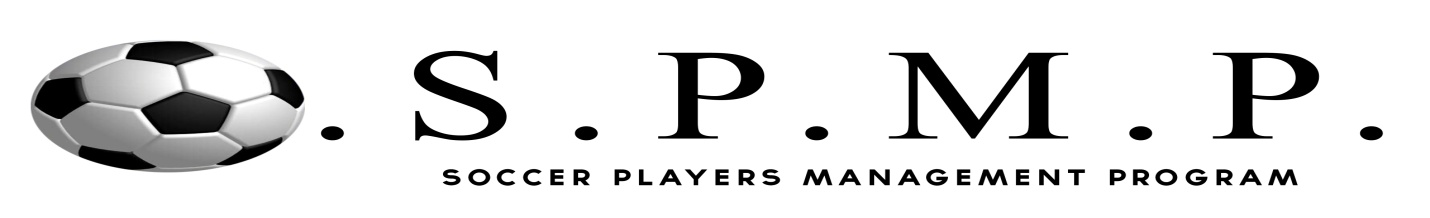 . S . P . M . P .
SOCCER PLAYERS MANAGEMENT PROGRAM